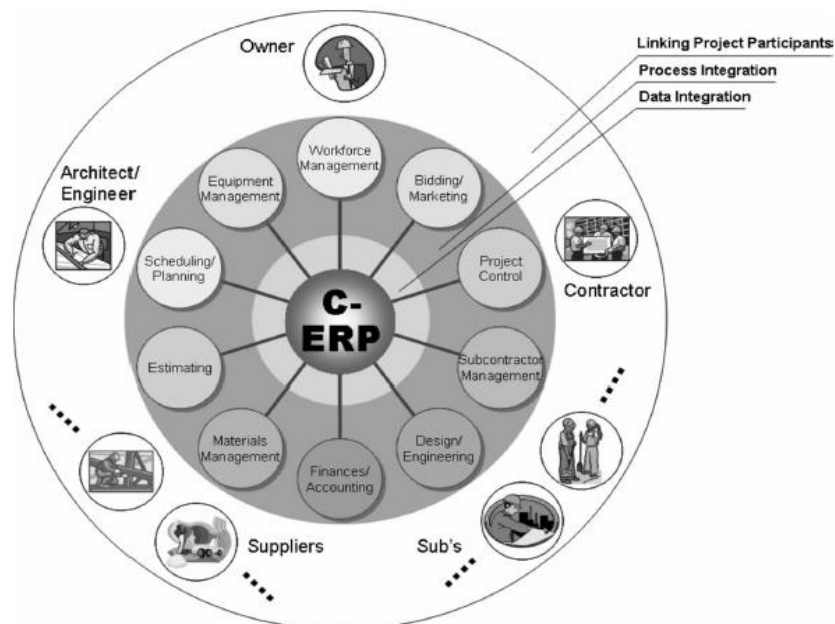 Owner
Linking Project Participants
Process Integration
Data Integration
Architect/
Engineer
Workforce
Management
Equipment
Management
Bidding/
Marketing
Scheduling/
Planning
Project
Control
Contractor
C-
ERP
Estimating
Subcontractor
Management
Materials
Management
Design/
Engineering
Finances/
Accounting
Suppliers
Sub's